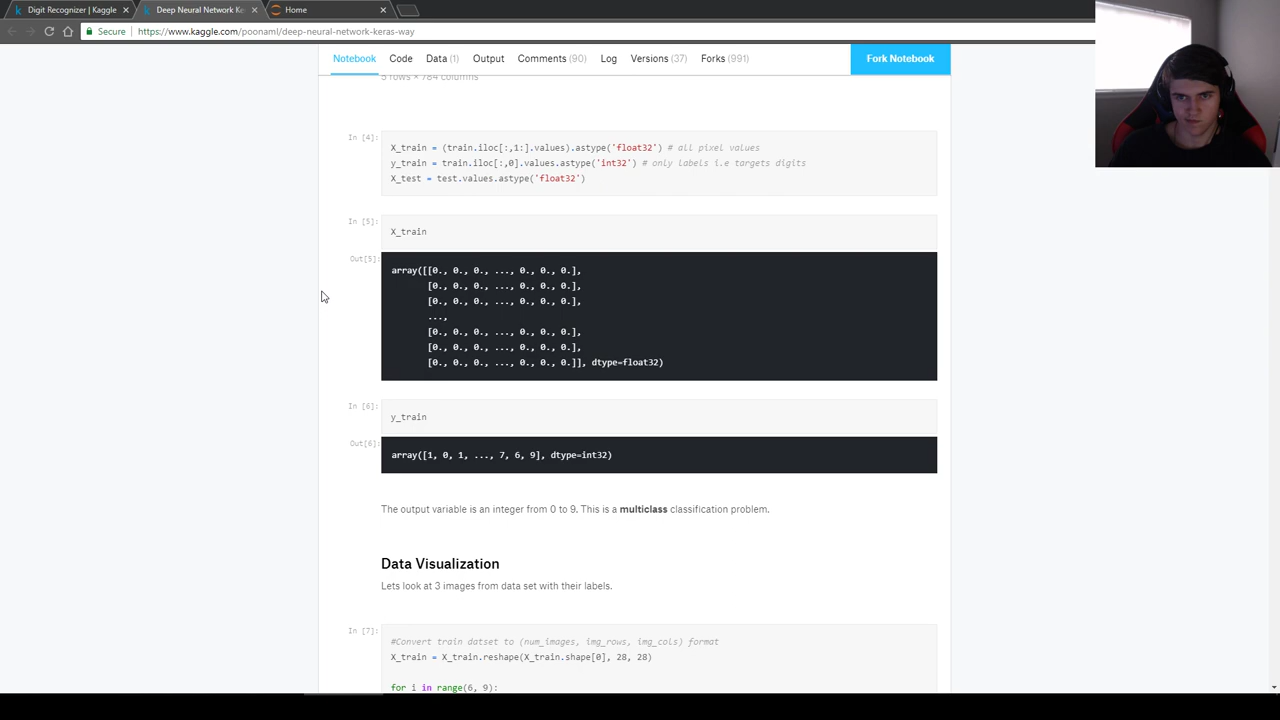 Digit Recognizer | Kaggle
Deep Neural Network Ke
Home
Secure
https://www.kaggle.com/poonaml/deep-neural-network-keras-way
Notebook Code Data (1) Output Comments (90) Log Versions (37) Forks (991) Fork Notebook
5 rows × 784 columns
In [4]:
X_train = (train.iloc[:,1:].values).astype('float32') # all pixel values
y_train = train.iloc[:,0].values.astype('int32') # only labels i.e targets digits
X_test = test.values.astype('float32')
In [5]:
X_train
Out[5]:
array([[0., 0., 0., ..., 0., 0., 0.],
[0., 0., 0., ..., 0., 0., 0.],
[0., 0., 0., ..., 0., 0., 0.],
...,
[0., 0., 0., ..., 0., 0., 0.],
[0., 0., 0., ..., 0., 0., 0.],
[0., 0., 0., ..., 0., 0., 0.]], dtype=float32)
In [6]:
y_train
Out[6]:
array([1, 0, 1, ..., 7, 6, 9], dtype=int32)
The output variable is an integer from 0 to 9. This is a multiclass classification problem.
Data Visualization
Lets look at 3 images from data set with their labels.
In [7]:
#Convert train datset to (num_images, img_rows, img_cols) format
X_train = X_train.reshape(X_train.shape[0], 28, 28)
for i in range(6, 9):